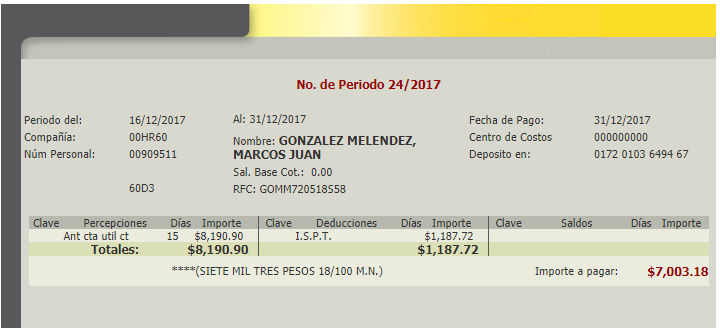 No. de Periodo 24/2017
Periodo del: 16/12/2017 Al: 31/12/2017 Fecha de Pago: 31/12/2017
Compañía: 00HR60 Nombre: GONZALEZ MELENDEZ, MARCOS JUAN Centro de Costos 000000000
Núm Personal: 00909511 Deposito en: 0172 0103 6494 67
Sal. Base Cot.: 0.00
60D3 RFC: GOMM720518S58
Clave Percepciones Días Importe Clave Deducciones Días Importe Clave Saldos Días Importe
Ant cta util ct 15 $8,190.90 I.S.P.T. $1,187.72
Totales: $8,190.90 $1,187.72
****(SIETE MIL TRES PESOS 18/100 M.N.) Importe a pagar: $7,003.18